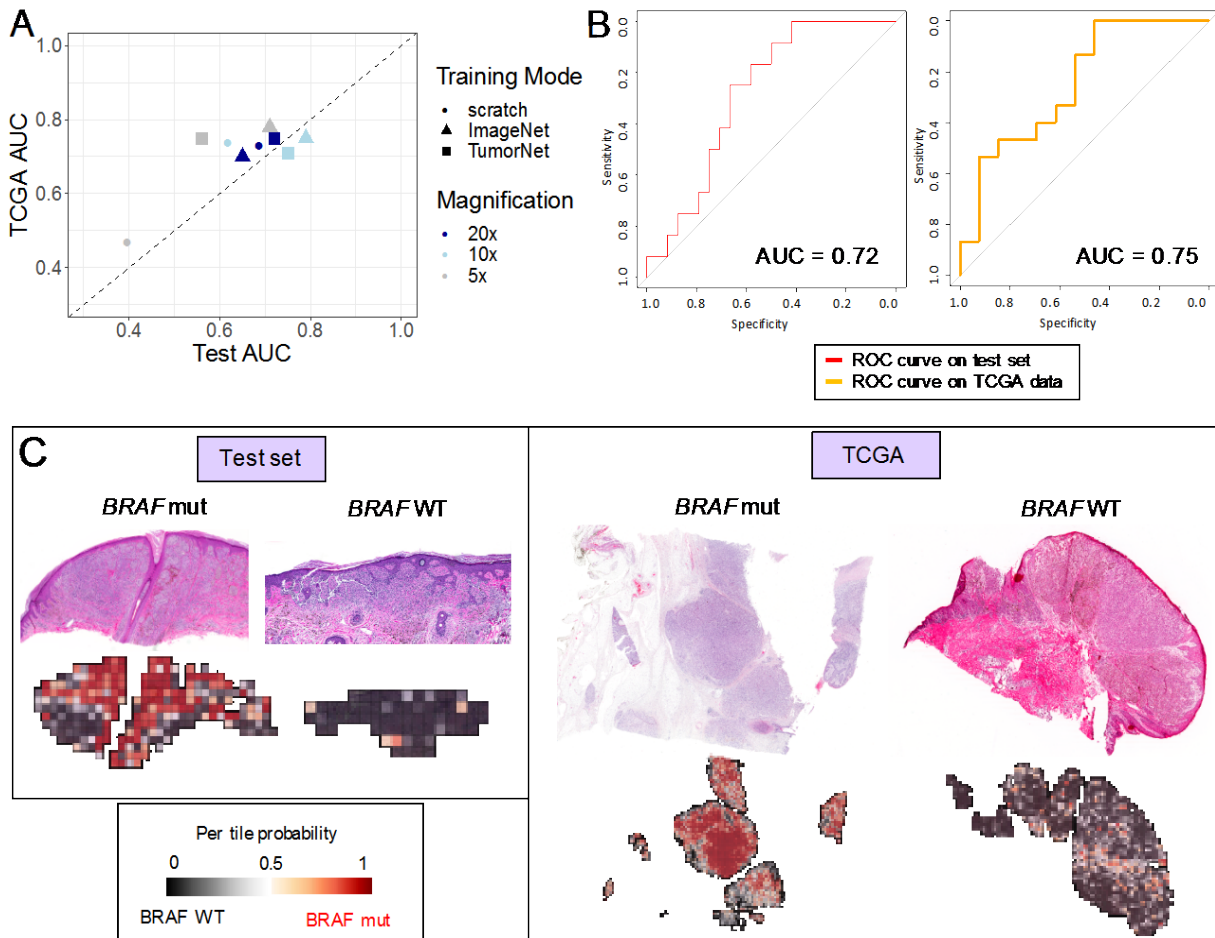 A
TCGA AUC
1.0
0.8
0.6
0.4
0.4
0.6
0.8
1.0
Test AUC
Training Mode
scratch
ImageNet
TumorNet
Magnification
20x
10x
5x
B
Sensitivity
0.0
0.2
0.4
0.6
0.8
1.0
AUC = 0.72
1.0
0.8
0.6
0.4
0.2
0.0
Specificity
Sensitivity
0.0
0.2
0.4
0.6
0.8
1.0
AUC = 0.75
1.0
0.8
0.6
0.4
0.2
0.0
Specificity
ROC curve on test set
ROC curve on TCGA data
C
Test set
BRAF mut
BRAF WT
TCGA
BRAF mut
BRAF WT
Per tile probability
0 0.5 1
BRAF WT
BRAF mut